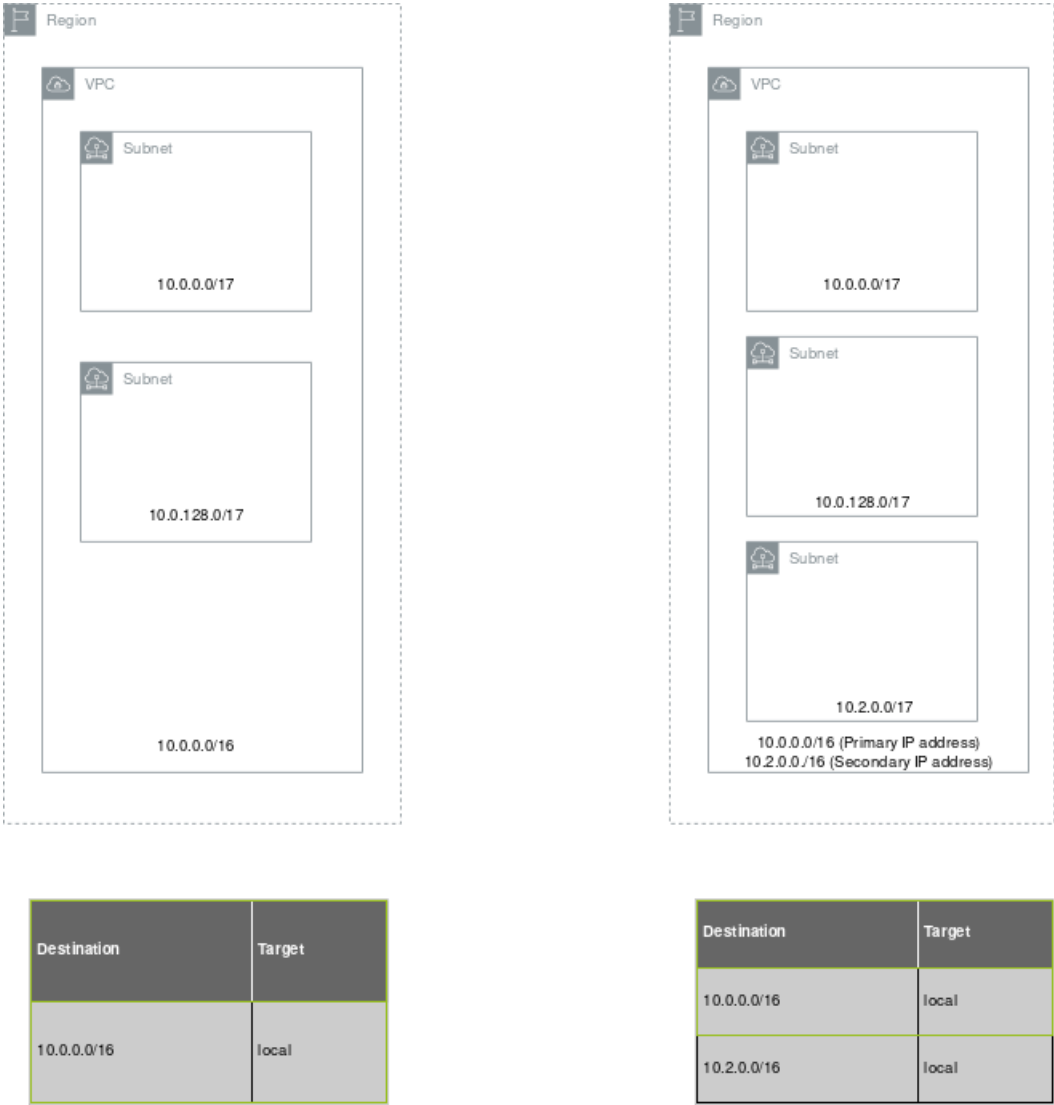 Region
VPC
Subnet
10.0.0.0/17
Subnet
10.0.128.0/17
10.0.0.0/16
Destination Target
10.0.0.0/16 local
Region
VPC
Subnet
10.0.0.0/17
Subnet
10.0.128.0/17
Subnet
10.2.0.0/17
10.0.0.0/16 (Primary IP address)
10.2.0.0./16 (Secondary IP address)
Destination Target
10.0.0.0/16 local
10.2.0.0/16 local